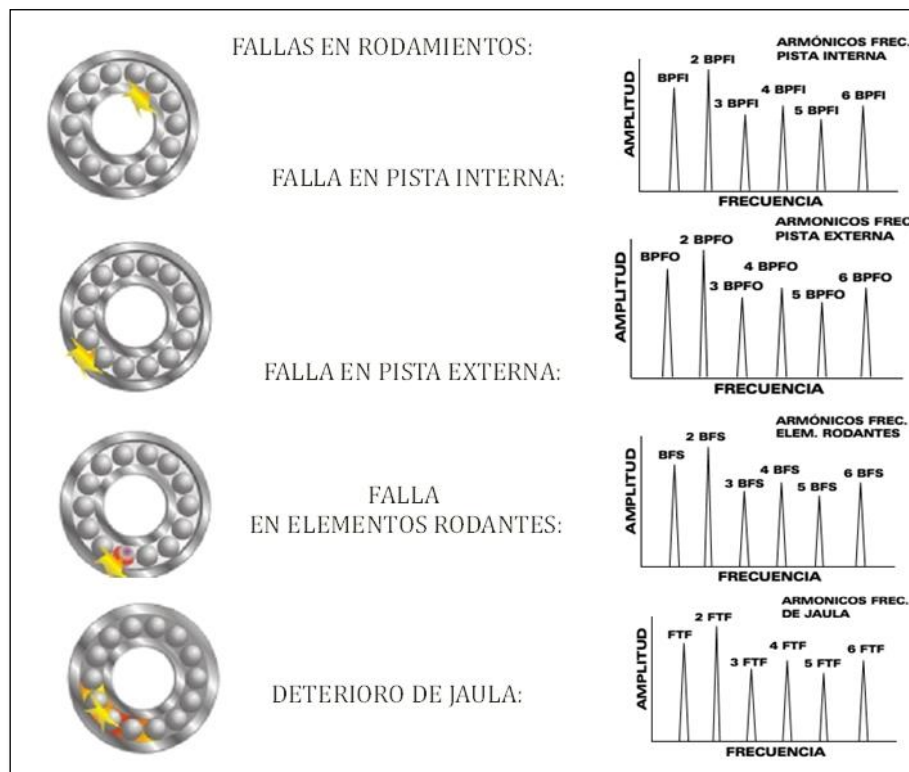 FALLAS EN RODAMIENTOS:
ARMÓNICOS FREC.
PISTA INTERNA
AMPLITUD
BPFI
2 BPFI
3 BPFI
4 BPFI
5 BPFI
6 BPFI
FRECUENCIA
FALLA EN PISTA INTERNA:
ARMONICOS FREC.
PISTA EXTERNA
AMPLITUD
BPFO
2 BPFO
3 BPFO
4 BPFO
5 BPFO
6 BPFO
FRECUENCIA
FALLA EN PISTA EXTERNA:
ARMÓNICOS FREC.
ELEM. RODANTES
AMPLITUD
BFS
2 BFS
3 BFS
4 BFS
5 BFS
6 BFS
FRECUENCIA
FALLA
EN ELEMENTOS RODANTES:
ARMONICOS FREC.
DE JAULA
AMPLITUD
FTF
2 FTF
3 FTF
4 FTF
5 FTF
6 FTF
FRECUENCIA
DETERIORO DE JAULA: